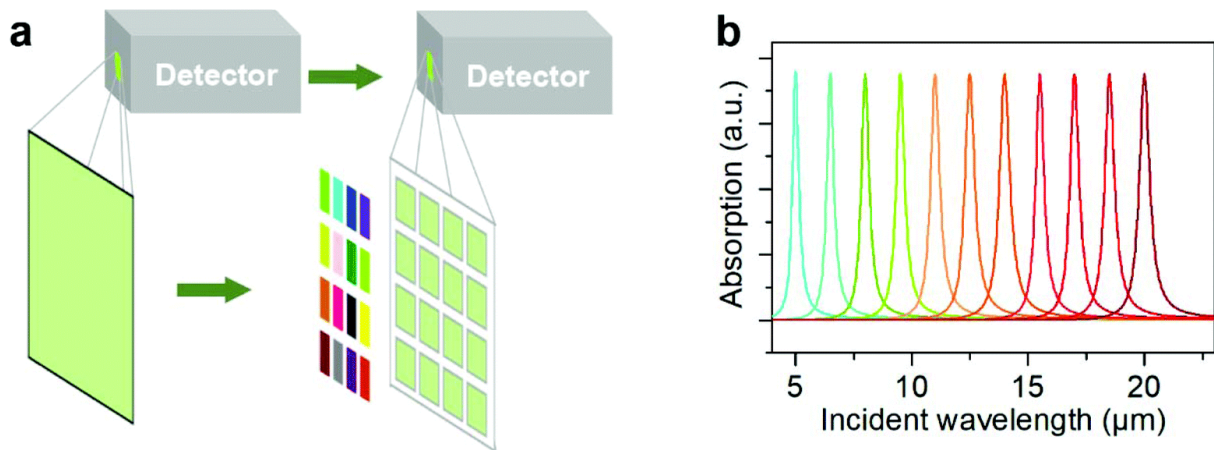 a
Detector
Detector
b
Absorption (a.u.)
5 10 15 20
Incident wavelength (μm)